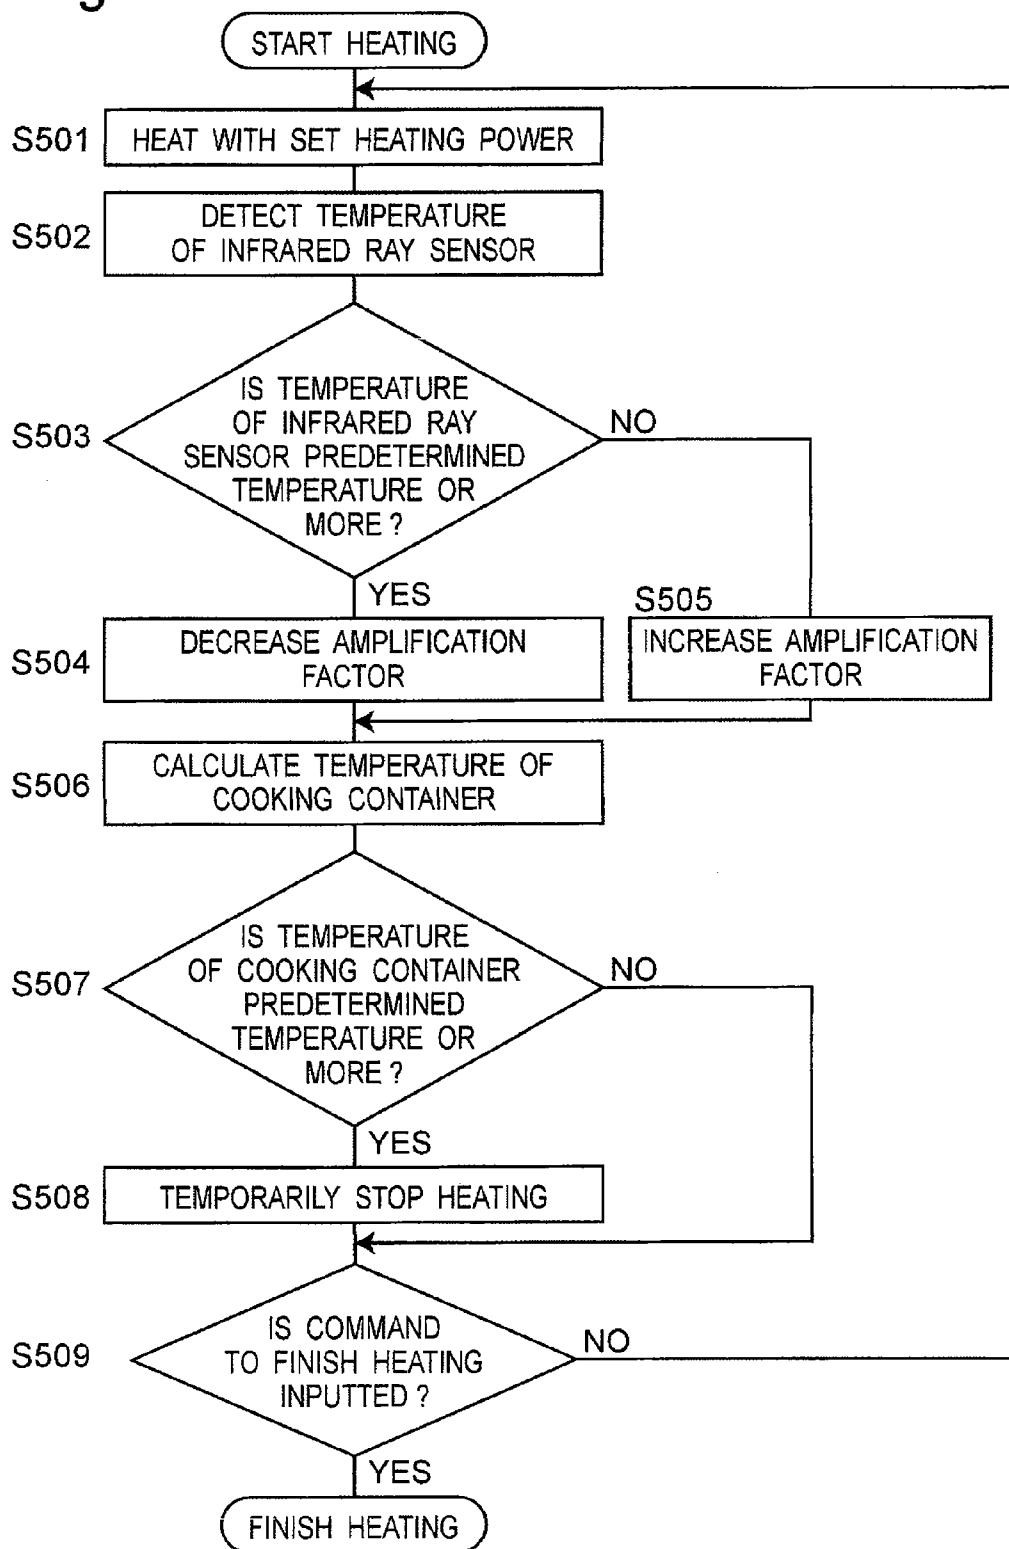 START HEATING
S501
HEAT WITH SET HEATING POWER
S502
DETECT TEMPERATURE
OF INFRARED RAY SENSOR
S503
IS TEMPERATURE
OF INFRARED RAY
SENSOR PREDETERMINED
TEMPERATURE OR
MORE ?
NO
YES
S504
DECREASE AMPLIFICATION
FACTOR
S505
INCREASE AMPLIFICATION
FACTOR
S506
CALCULATE TEMPERATURE OF
COOKING CONTAINER
S507
IS TEMPERATURE
OF COOKING CONTAINER
PREDETERMINED
TEMPERATURE OR
MORE ?
NO
YES
S508
TEMPORARILY STOP HEATING
S509
IS COMMAND
TO FINISH HEATING
INPUTTED ?
NO
YES
FINISH HEATING